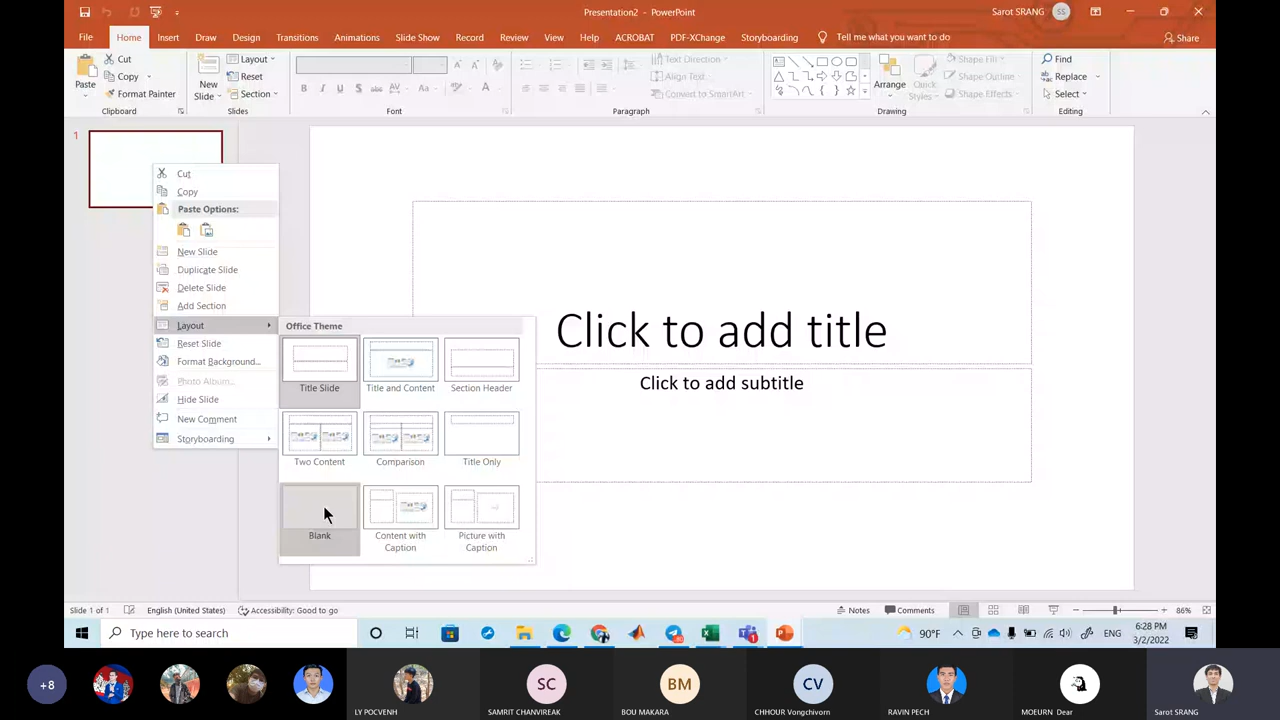 Presentation2 - PowerPoint
Sarot SRANG
SS
File
Home
Insert
Draw
Design
Transitions
Animations
Slide Show
Record
Review
View
Help
ACROBAT
PDF-XChange
Storyboarding
Tell me what you want to do
Share
Paste
Cut
Copy
Format Painter
Clipboard
New
Slide
Layout
Reset
Section
Slides
Font
Text Direction
Align Text
Convert to SmartArt
Paragraph
Arrange
Quick
Styles
Shape Fill
Shape Outline
Shape Effects
Drawing
Find
Replace
Select
Editing
1
Cut
Copy
Paste Options:
New Slide
Duplicate Slide
Delete Slide
Add Section
Layout
Reset Slide
Format Background...
Photo Album...
Hide Slide
New Comment
Storyboarding
Office Theme
Title Slide
Title and Content
Section Header
Two Content
Comparison
Title Only
Blank
Content with
Caption
Picture with
Caption
Click to add title
Click to add subtitle
Slide 1 of 1
English (United States)
Accessibility: Good to go
Notes
Comments
86%
Type here to search
90°F
ENG
6:28 PM
3/2/2022
+8
LY POCVENH
SC
SAMRIT CHANVIREAK
BM
BOU MAKARA
CV
CHHOUR Vongchivorn
RAVIN PECH
MOEURN Dear
Sarot SRANG